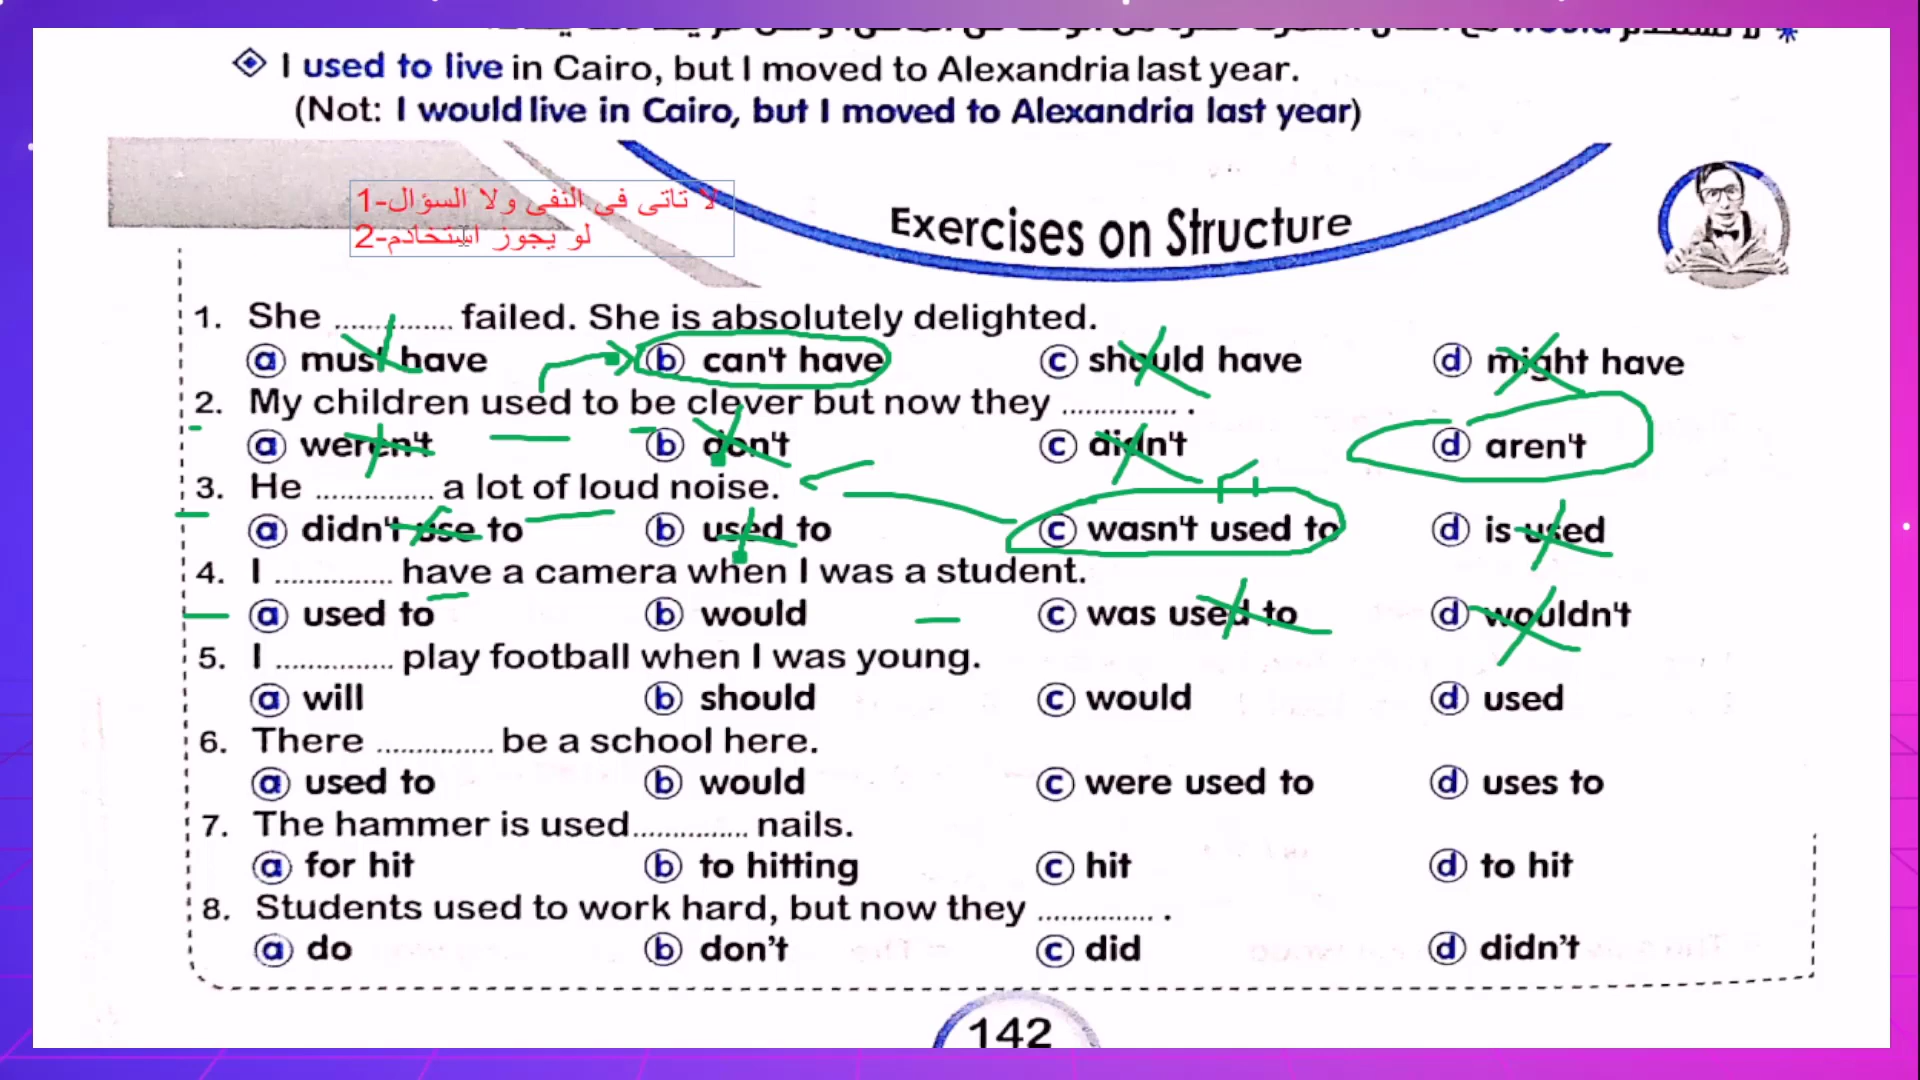 would
I used to live in Cairo, but I moved to Alexandria last year.
(Not: I would live in Cairo, but I moved to Alexandria last year)
1-لا تاتى فى النفى ولا السؤال
2-لو يجوز استخادم
Exercises on Structure
1. She .............. failed. She is absolutely delighted.
a must have b can't have c should have d might have
2. My children used to be clever but now they .............. .
a weren't b don't c didn't d aren't
3. He .............. a lot of loud noise.
a didn't use to b used to c wasn't used to d is used
4. I .............. have a camera when I was a student.
a used to b would c was used to d wouldn't
5. I .............. play football when I was young.
a will b should c would d used
6. There .............. be a school here.
a used to b would c were used to d uses to
7. The hammer is used.............. nails.
a for hit b to hitting c hit d to hit
8. Students used to work hard, but now they .............. .
a do b don't c did d didn't
142